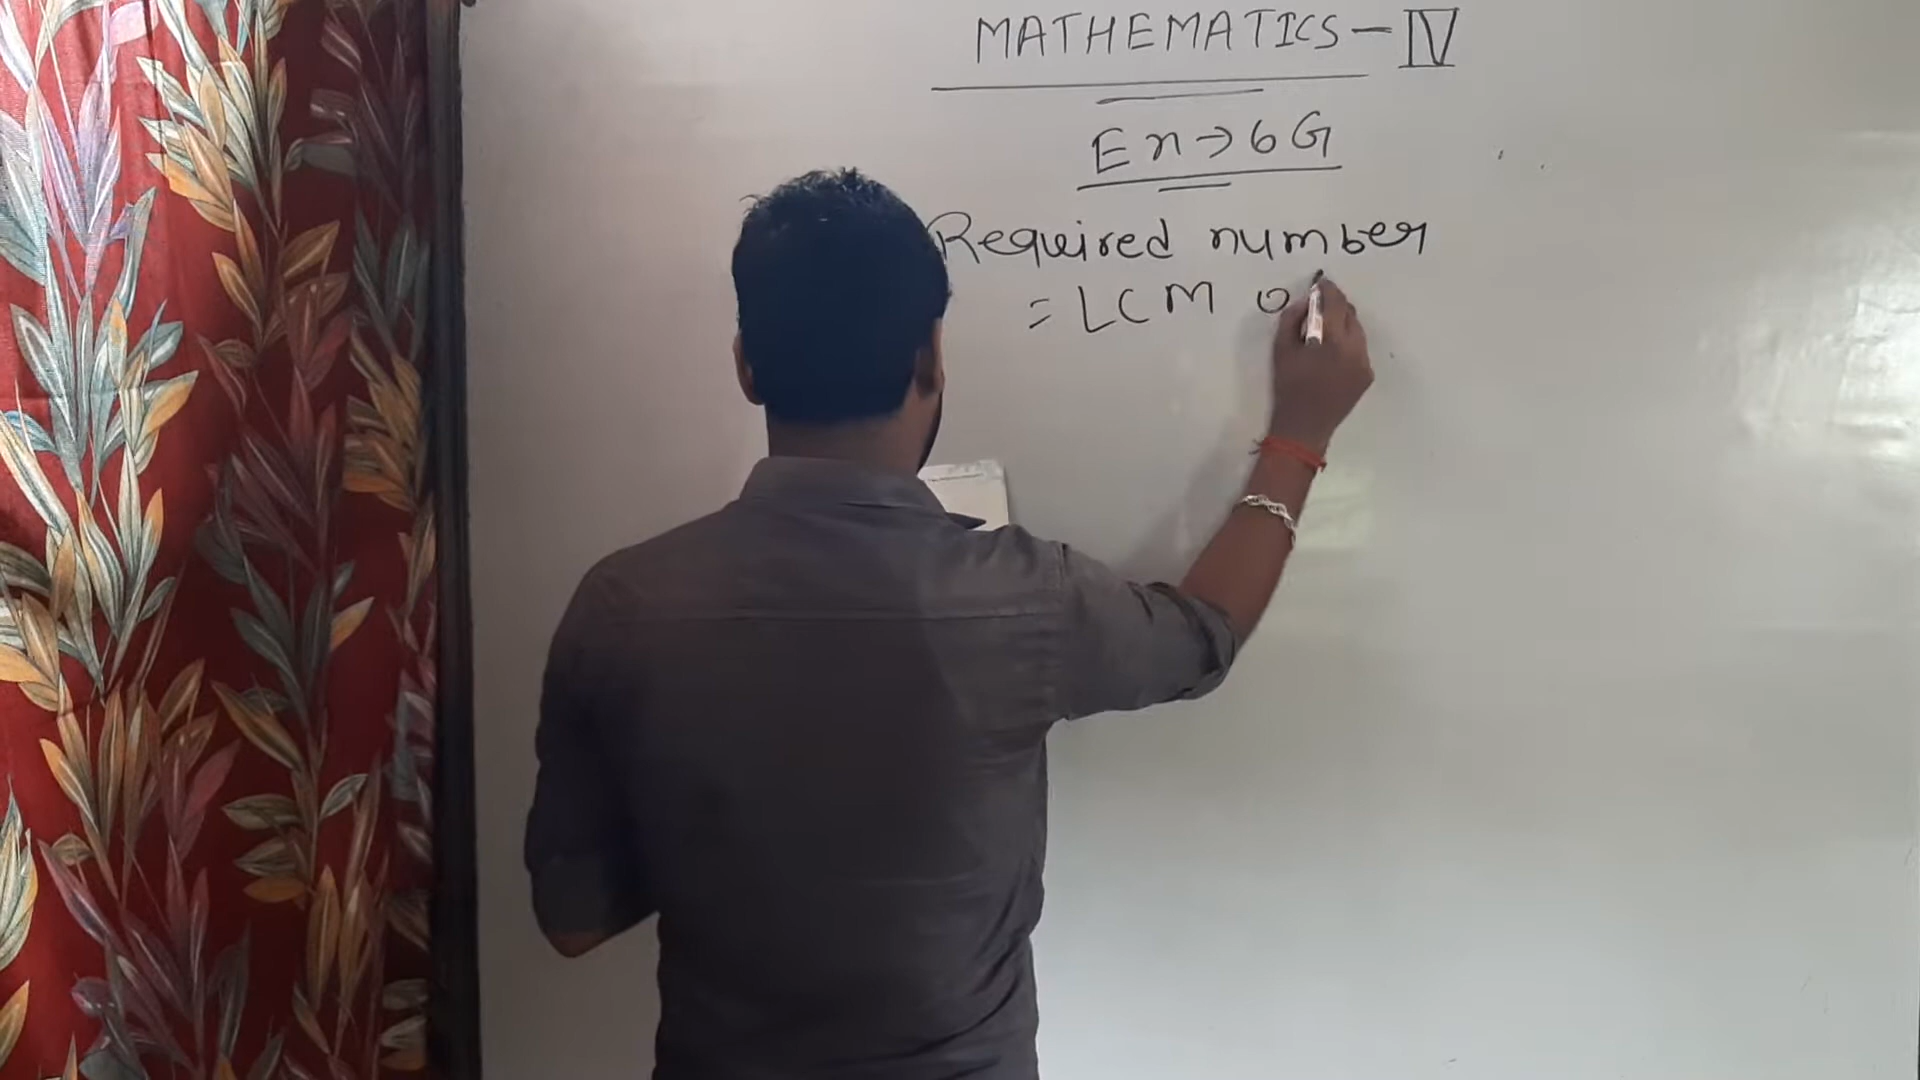 MATHEMATICS - IV
Ex → 6G
Required number
= LCM o